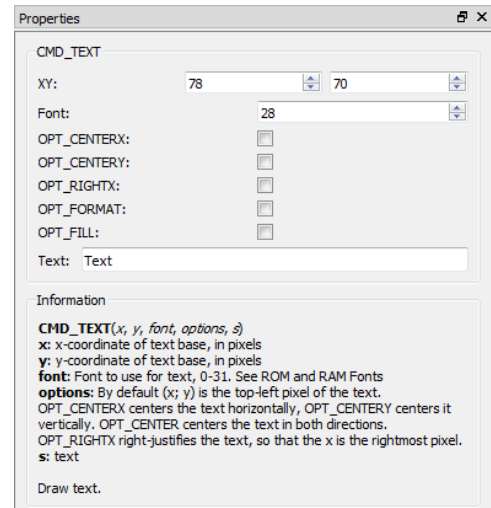 Properties
CMD_TEXT
XY: 78 70
Font: 28
OPT_CENTERX:
OPT_CENTERY:
OPT_RIGHTX:
OPT_FORMAT:
OPT_FILL:
Text: Text
Information
CMD_TEXT(x, y, font, options, s)
x: x-coordinate of text base, in pixels
y: y-coordinate of text base, in pixels
font: Font to use for text, 0-31. See ROM and RAM Fonts
options: By default (x; y) is the top-left pixel of the text.
OPT_CENTERX centers the text horizontally, OPT_CENTERY centers it
vertically. OPT_CENTER centers the text in both directions.
OPT_RIGHTX right-justifies the text, so that the x is the rightmost pixel.
s: text
Draw text.